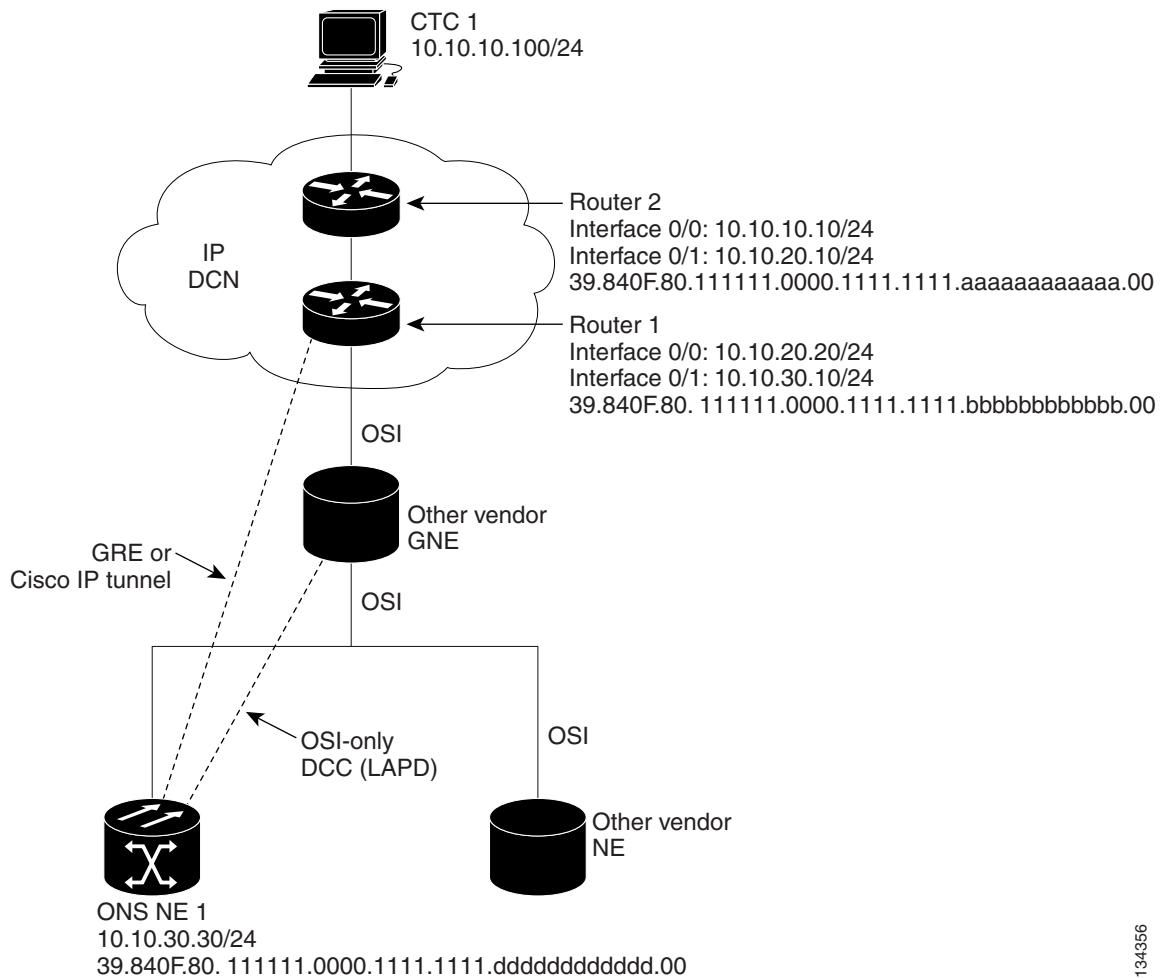 CTC 1
10.10.10.100/24
Router 2
Interface 0/0: 10.10.10.10/24
Interface 0/1: 10.10.20.10/24
39.840F.80.111111.0000.1111.1111.aaaaaaaaaaaa.00
IP
DCN
Router 1
Interface 0/0: 10.10.20.20/24
Interface 0/1: 10.10.30.10/24
39.840F.80. 111111.0000.1111.1111.bbbbbbbbbbbb.00
OSI
Other vendor
GNE
GRE or
Cisco IP tunnel
OSI
OSI-only
DCC (LAPD)
OSI
Other vendor
NE
ONS NE 1
10.10.30.30/24
39.840F.80. 111111.0000.1111.1111.dddddddddddd.00
134356